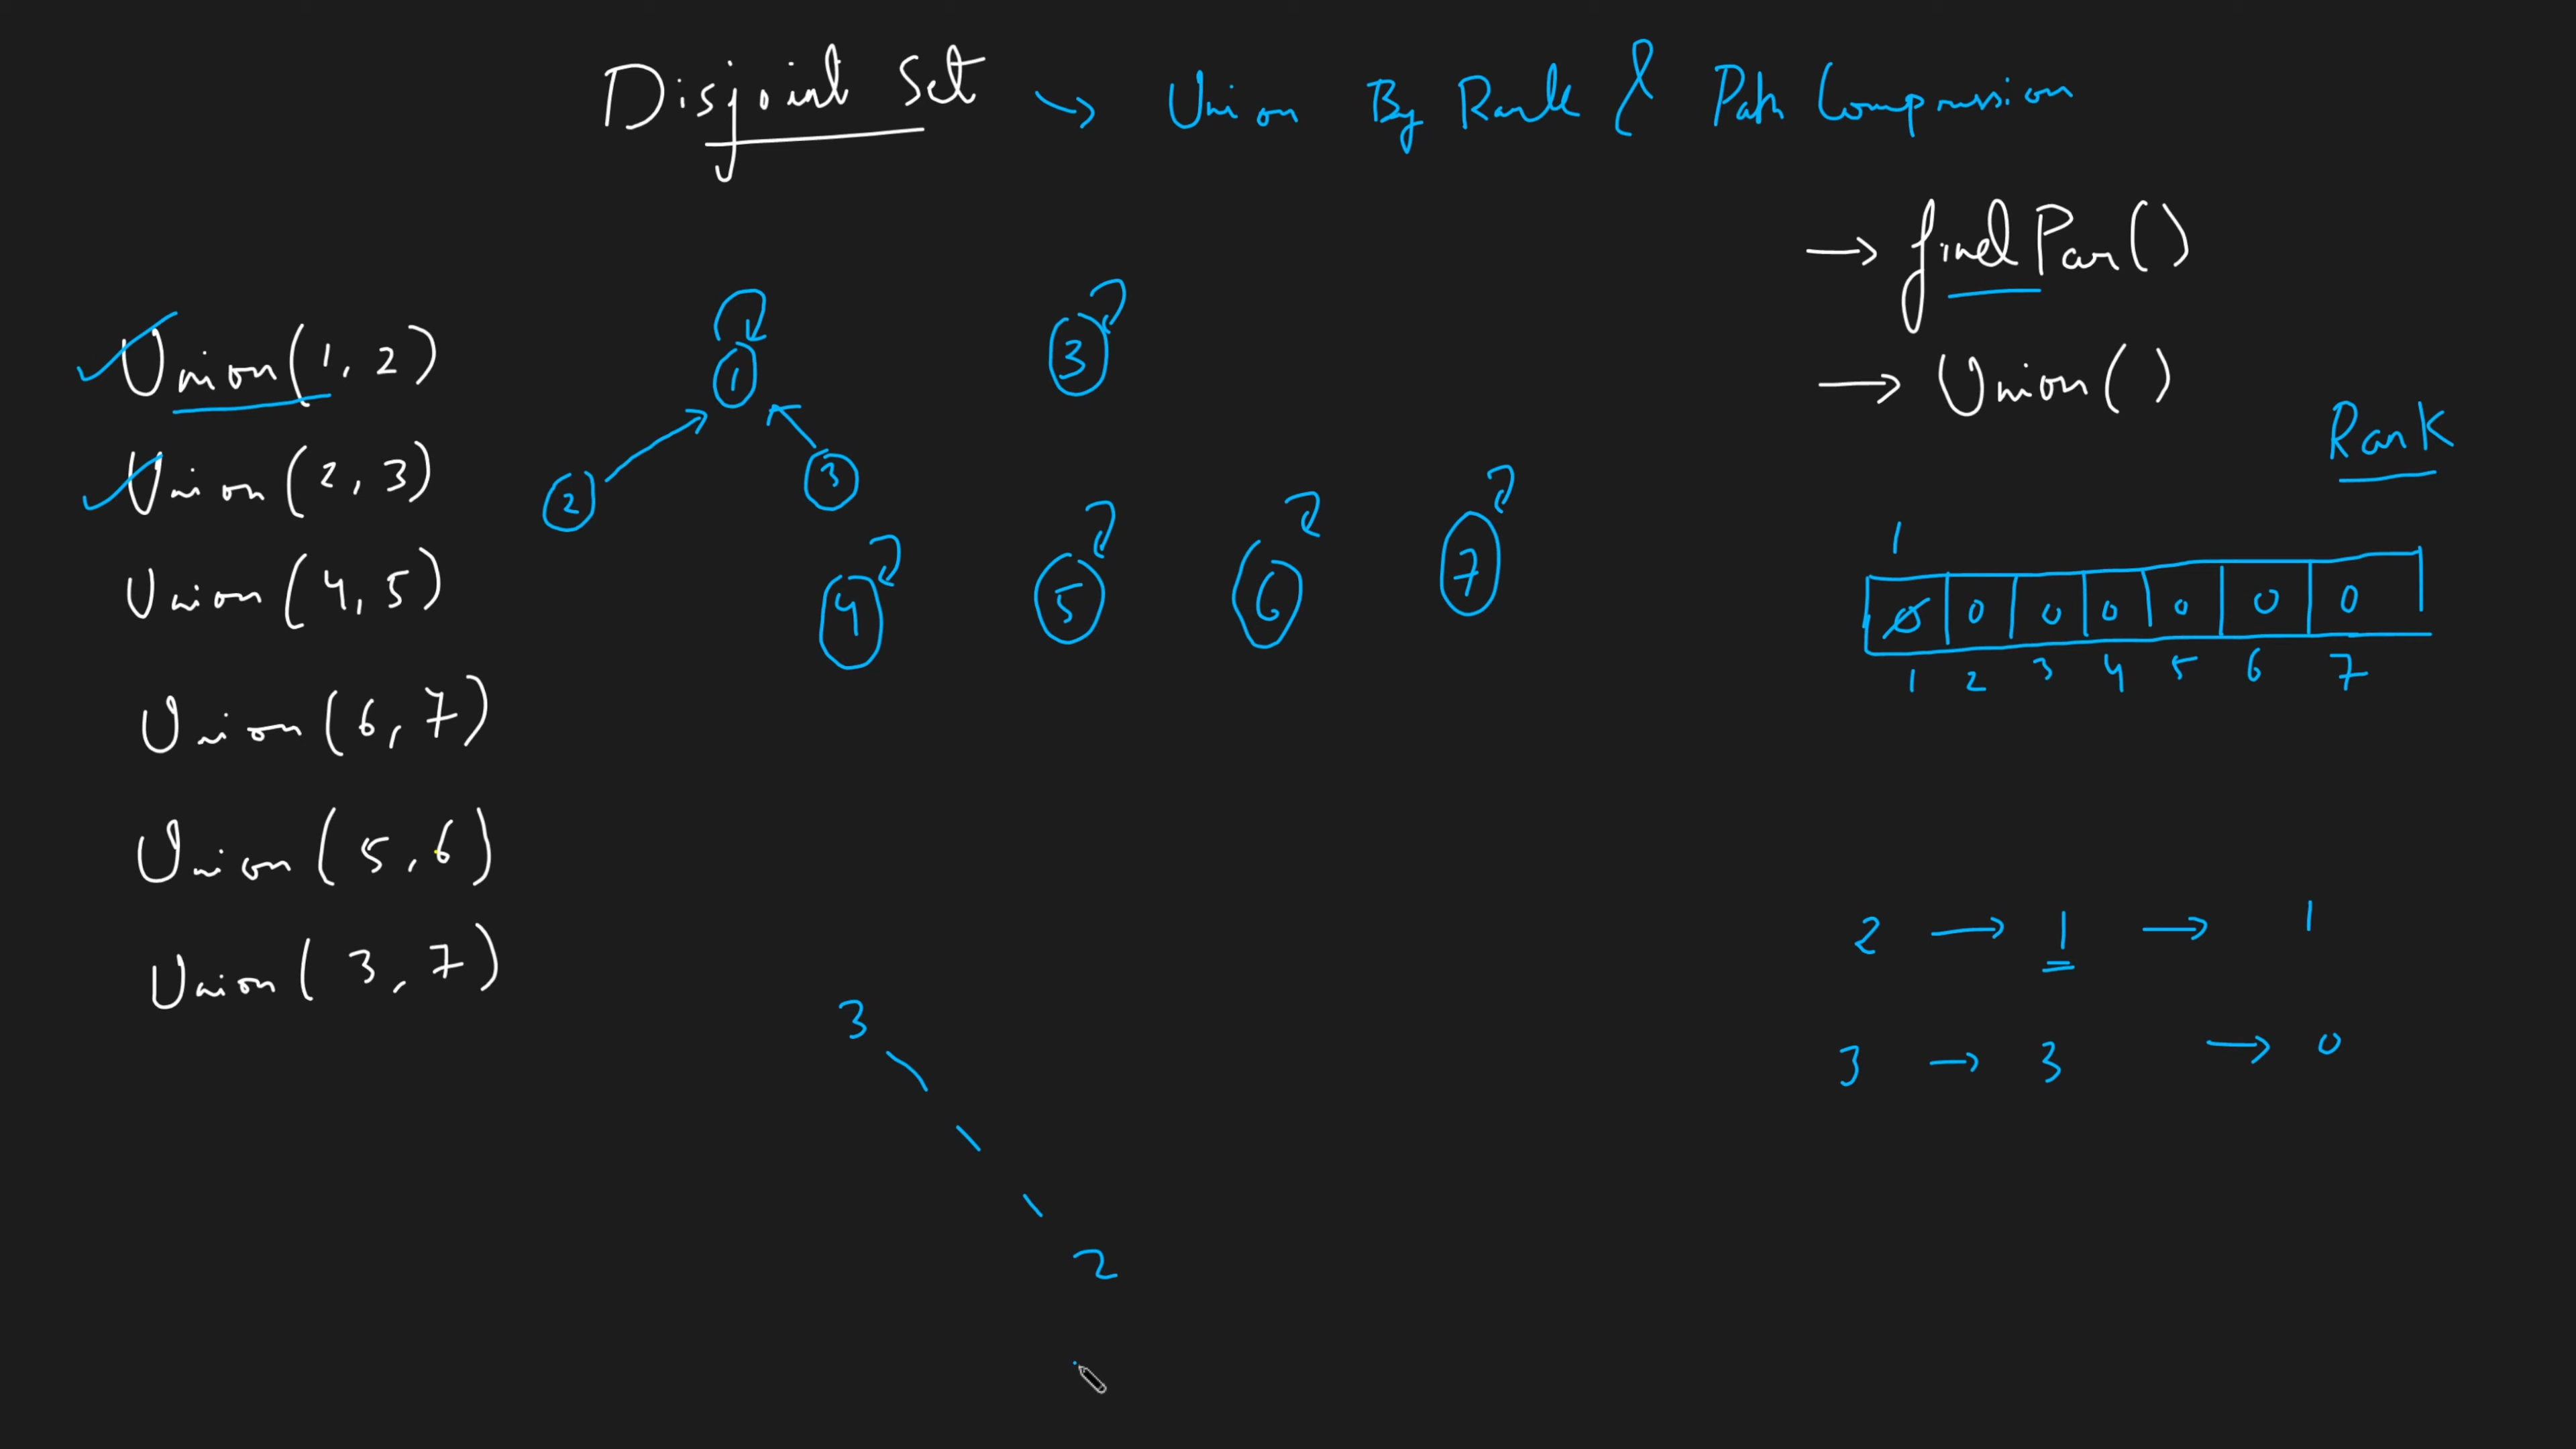 Disjoint Set → Union By Rank & Path Compression
→ findPar()
→ Union()
Union(1, 2)
Union(2, 3)
Union(4, 5)
Union(6, 7)
Union(5, 6)
Union(3, 7)
1
3
2
3
4
5
6
7
Rank
1
0 0 0 0 0 0 0
1 2 3 4 5 6 7
2 → 1 → 1
3 → 3 → 0
3
2